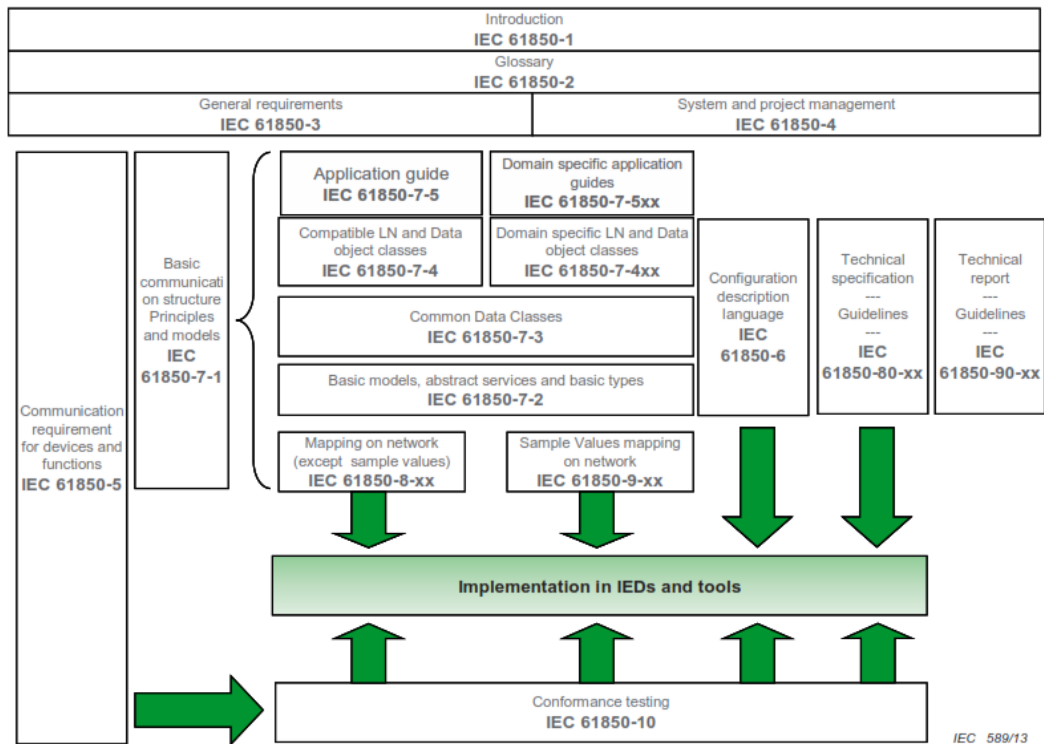 Introduction
IEC 61850-1
Glossary
IEC 61850-2
General requirements
IEC 61850-3
System and project management
IEC 61850-4
Communication
requirement
for devices and
functions
IEC 61850-5
Basic
communicati
on structure
Principles
and models
IEC
61850-7-1
Application guide
IEC 61850-7-5
Domain specific application
guides
IEC 61850-7-5xx
Compatible LN and Data
object classes
IEC 61850-7-4
Domain specific LN and Data
object classes
IEC 61850-7-4xx
Common Data Classes
IEC 61850-7-3
Basic models, abstract services and basic types
IEC 61850-7-2
Mapping on network
(except sample values)
IEC 61850-8-xx
Sample Values mapping
on network
IEC 61850-9-xx
Configuration
description
language
IEC
61850-6
Technical
specification
---
Guidelines
---
IEC
61850-80-xx
Technical
report
---
Guidelines
---
IEC
61850-90-xx
Implementation in IEDs and tools
Conformance testing
IEC 61850-10
IEC 589/13